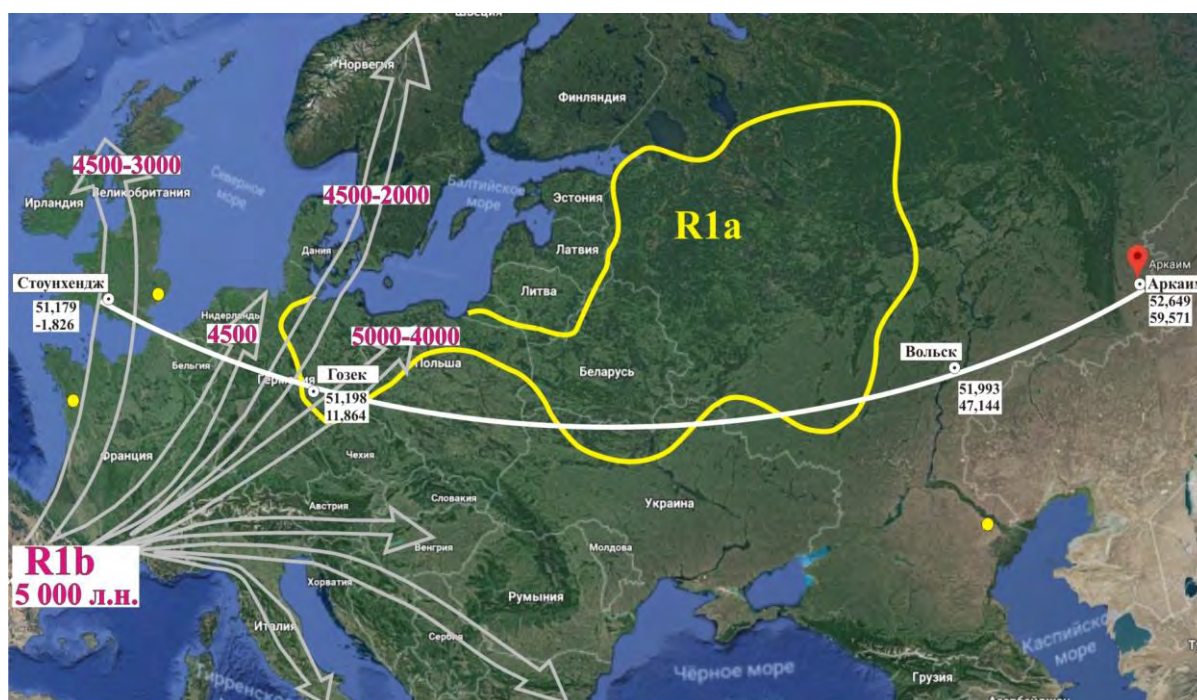 Швеция
Норвегия
Финляндия
4500-3000
Великобритания
Ирландия
Северное
море
4500-2000
Балтийское
море
Эстония
R1a
Дания
Латвия
Аркаим
Стоунхендж
51,179
-1,826
Литва
Аркаим
52,649
59,571
Нидерланды
4500
5000-4000
Бельгия
Польша
Беларусь
Вольск
51,993
47,144
Германия
Гозек
51,198
11,864
Франция
Чехия
Словакия
Украина
Австрия
Венгрия
Молдова
R1b
5 000 л.н.
Хорватия
Румыния
Италия
Сербия
Каспийское
море
Чёрное море
Грузия
Тирренское